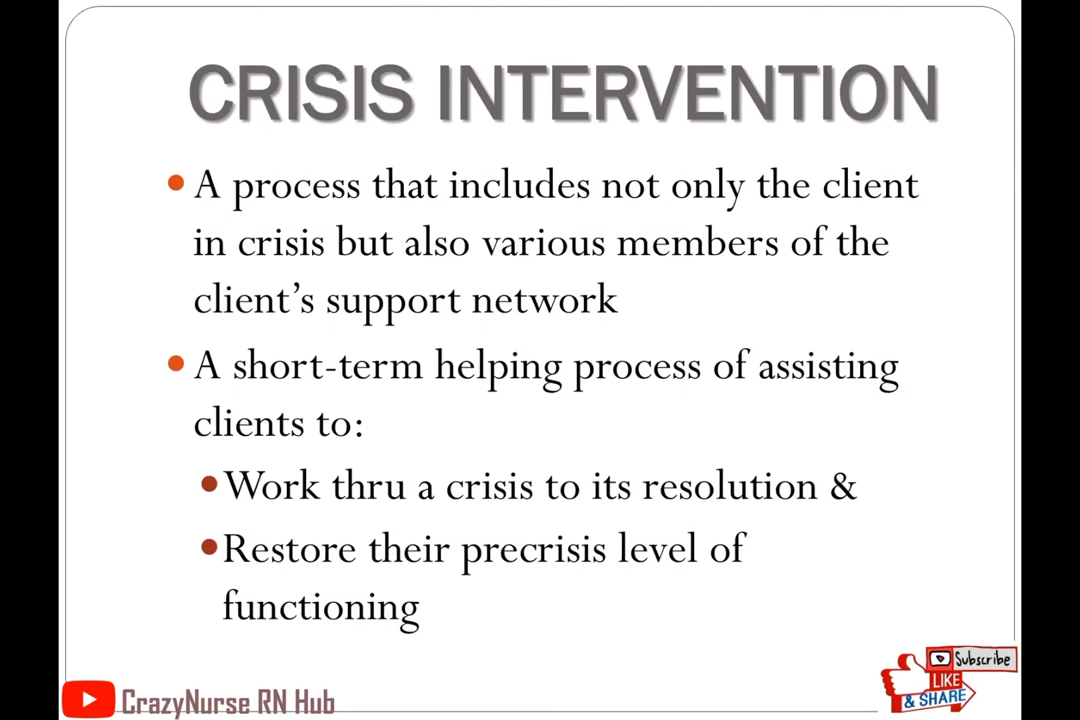 CRISIS INTERVENTION
• A process that includes not only the client
in crisis but also various members of the
client's support network
• A short-term helping process of assisting
clients to:
• Work thru a crisis to its resolution &
• Restore their precrisis level of
functioning
Subscribe
LIKE
& SHARE
CrazyNurse RN Hub